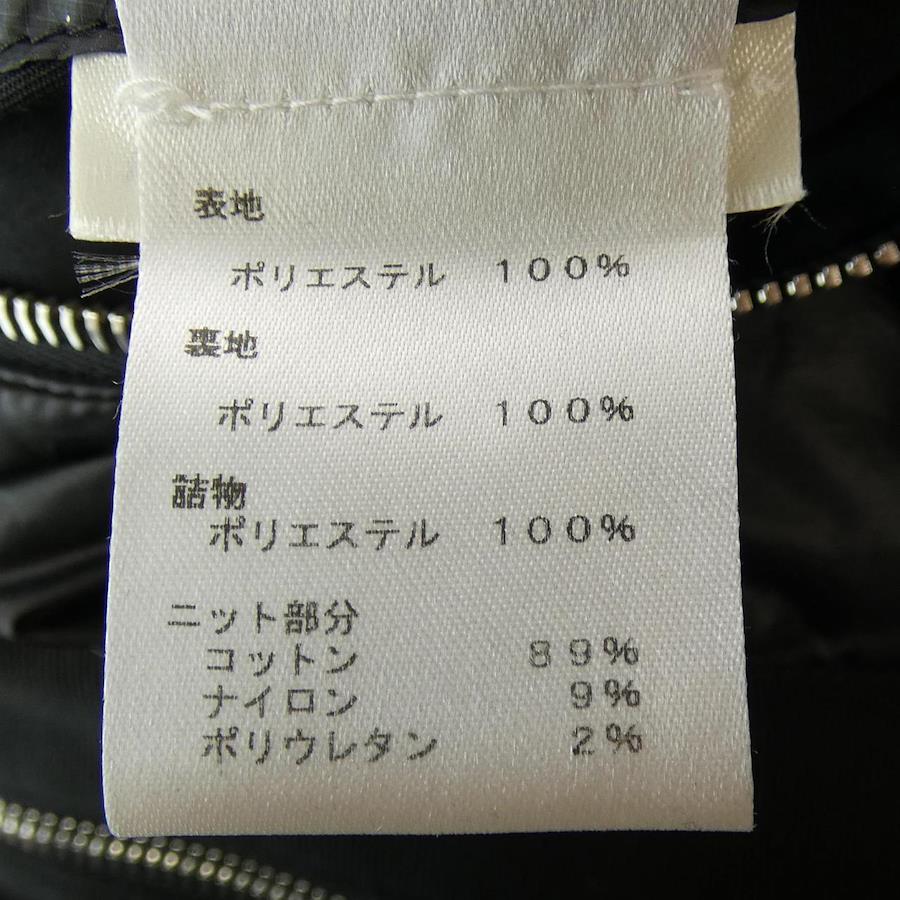 表地
ポリエステル 100%
裏地
ポリエステル 100%
詰物
ポリエステル 100%
ニット部分
コットン 89%
ナイロン 9%
ポリウレタン 2%